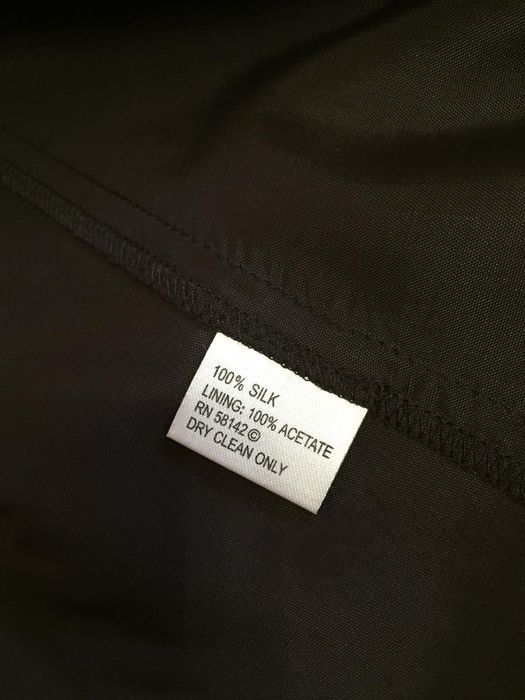 100% SILK
LINING: 100% ACETATE
RN 58142©
DRY CLEAN ONLY